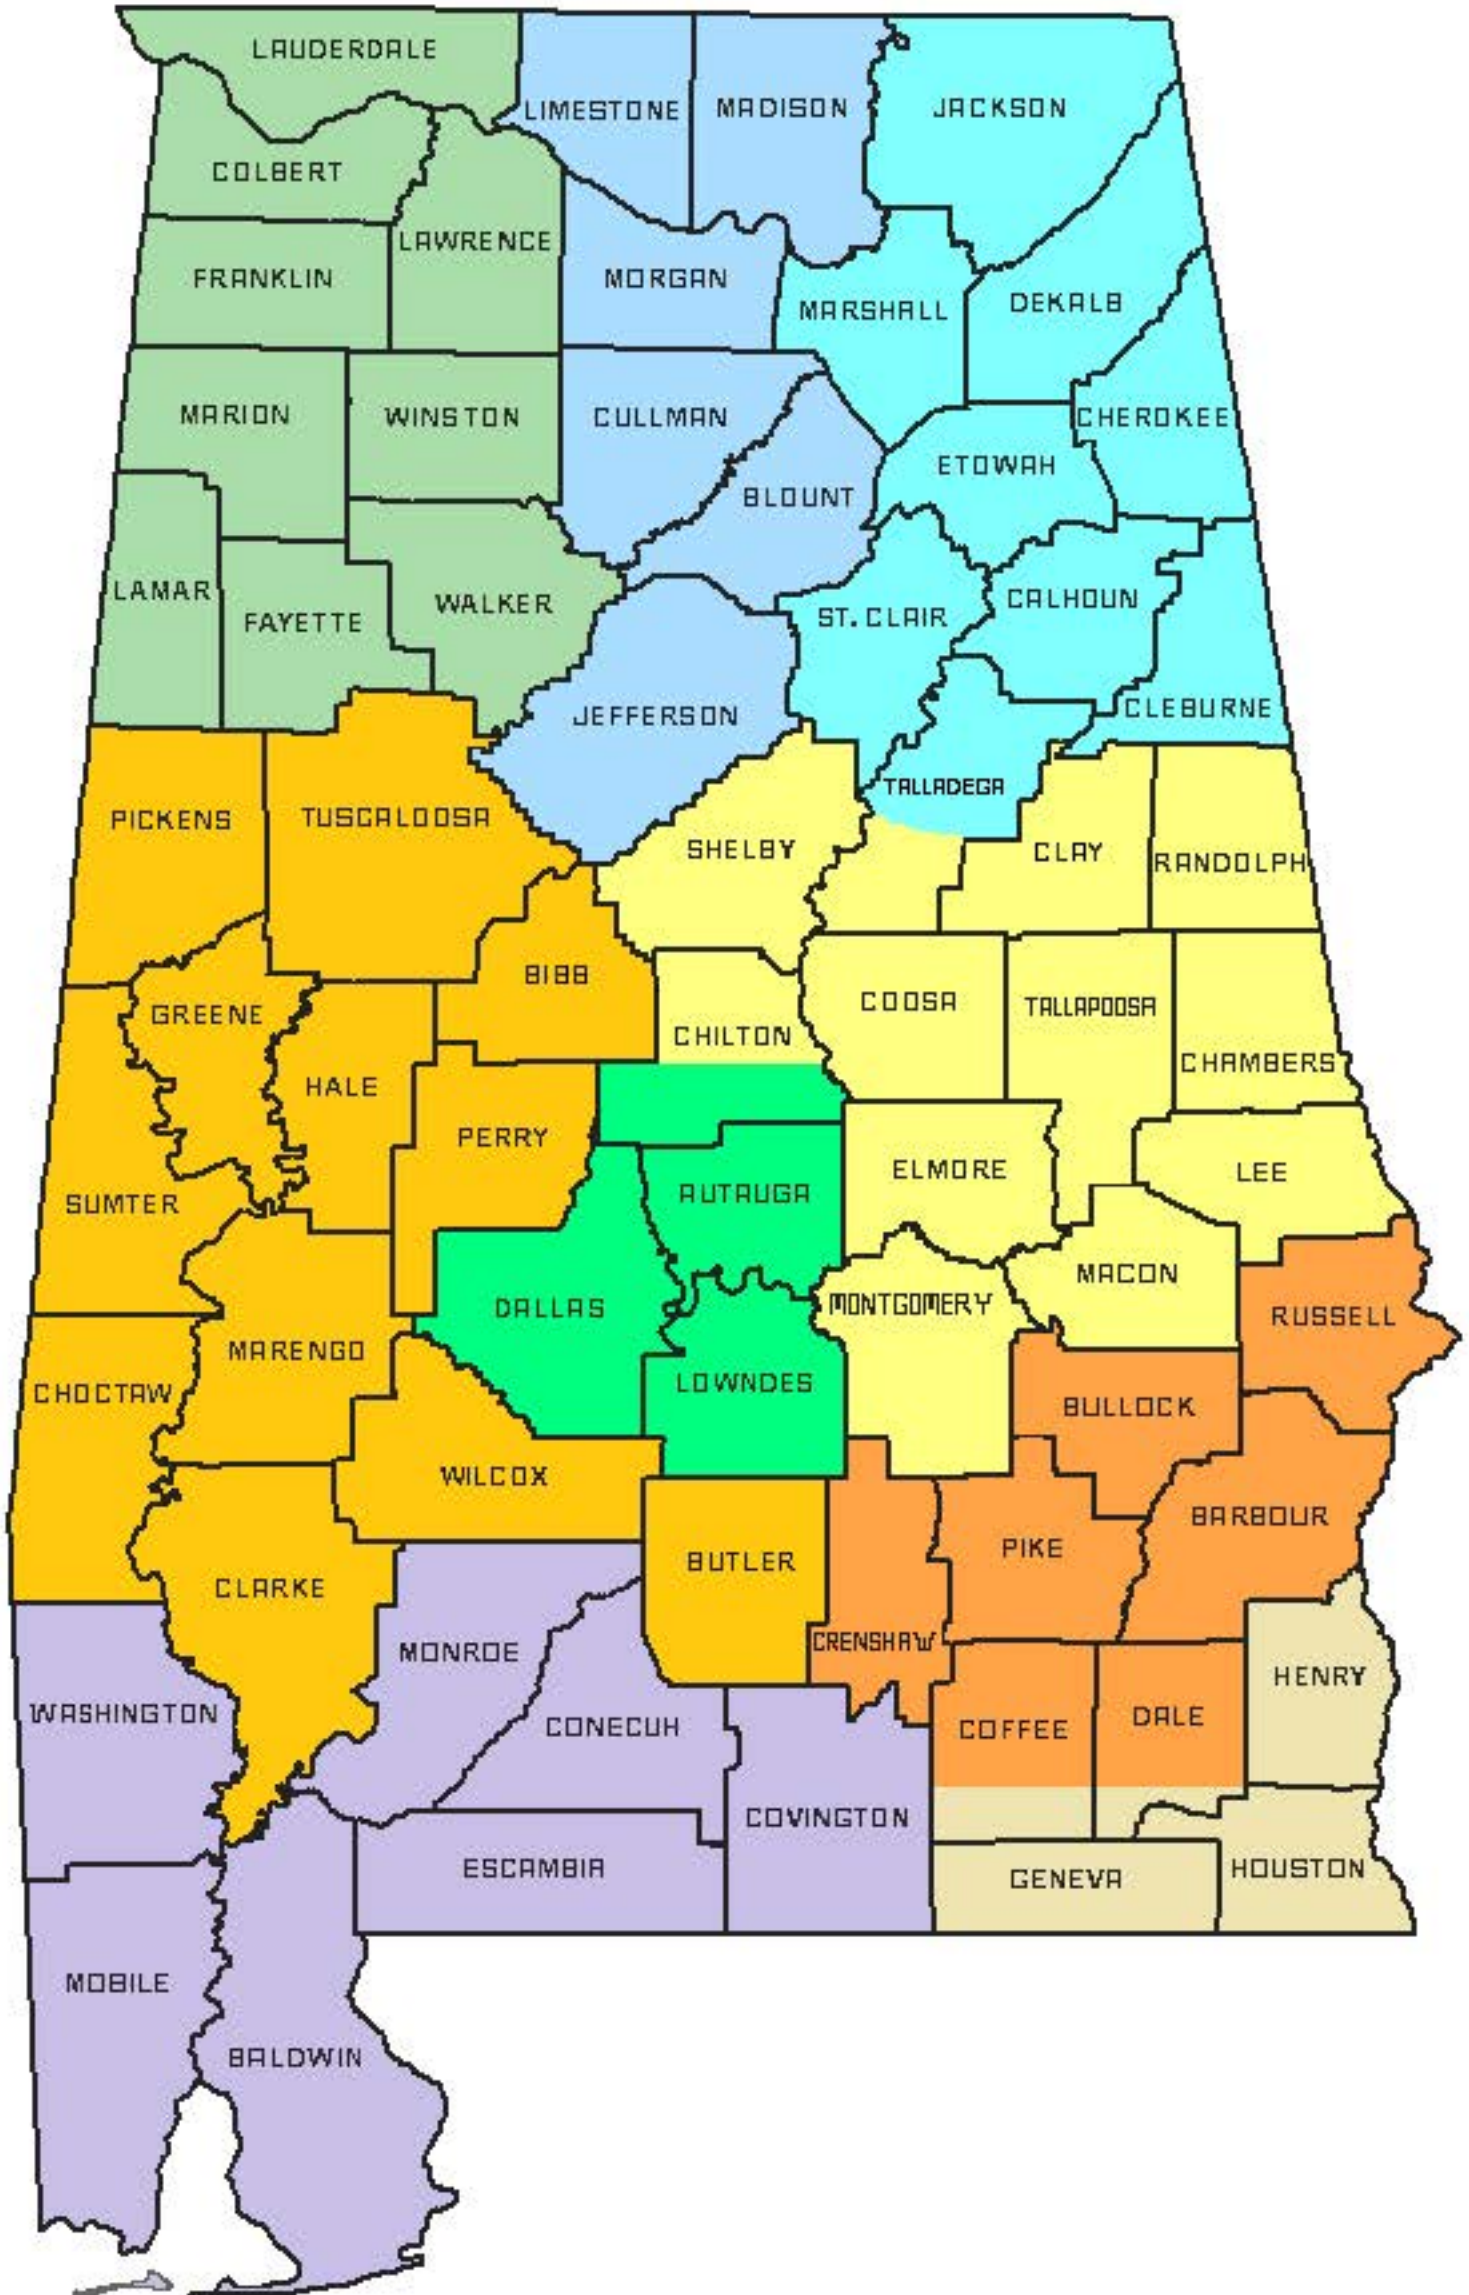 LAUDERDALE
LIMESTONE
MADISON
JACKSON
COLBERT
LAWRENCE
FRANKLIN
MORGAN
MARSHALL
DEKALB
MARION
WINSTON
CULLMAN
CHEROKEE
ETOWAH
BLOUNT
LAMAR
FAYETTE
WALKER
ST. CLAIR
CALHOUN
JEFFERSON
CLEBURNE
TALLADEGA
PICKENS
TUSCALOOSA
SHELBY
CLAY
RANDOLPH
BIBB
GREENE
COOSA
TALLAPOOSA
CHILTON
CHAMBERS
HALE
PERRY
ELMORE
LEE
SUMTER
AUTAUGA
MACON
DALLAS
MONTGOMERY
RUSSELL
MARENGO
CHOCTAW
LOWNDES
BULLOCK
WILCOX
BARBOUR
PIKE
BUTLER
CLARKE
MONROE
CRENSHAW
HENRY
WASHINGTON
CONECUH
COFFEE
DALE
COVINGTON
ESCAMBIA
GENEVA
HOUSTON
MOBILE
BALDWIN